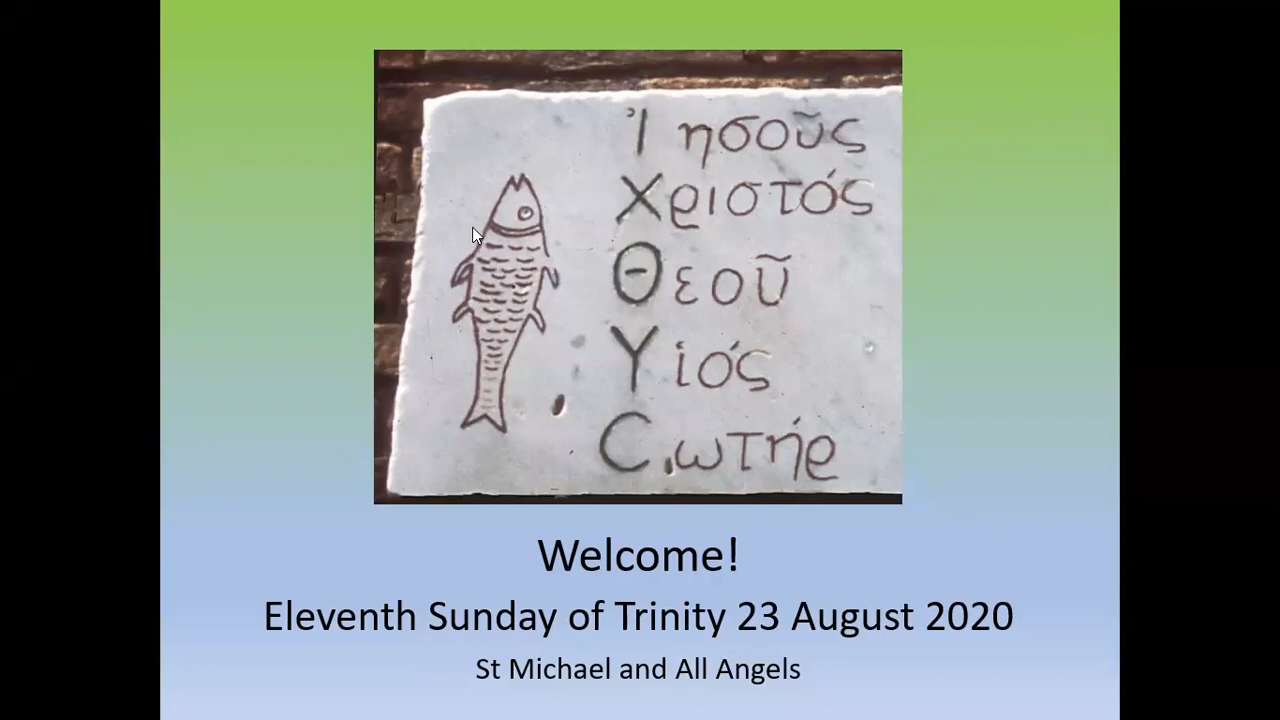 Ἰησοῦς
Χριστός
Θεοῦ
Υἱός
Cωτήρ
Welcome!
Eleventh Sunday of Trinity 23 August 2020
St Michael and All Angels